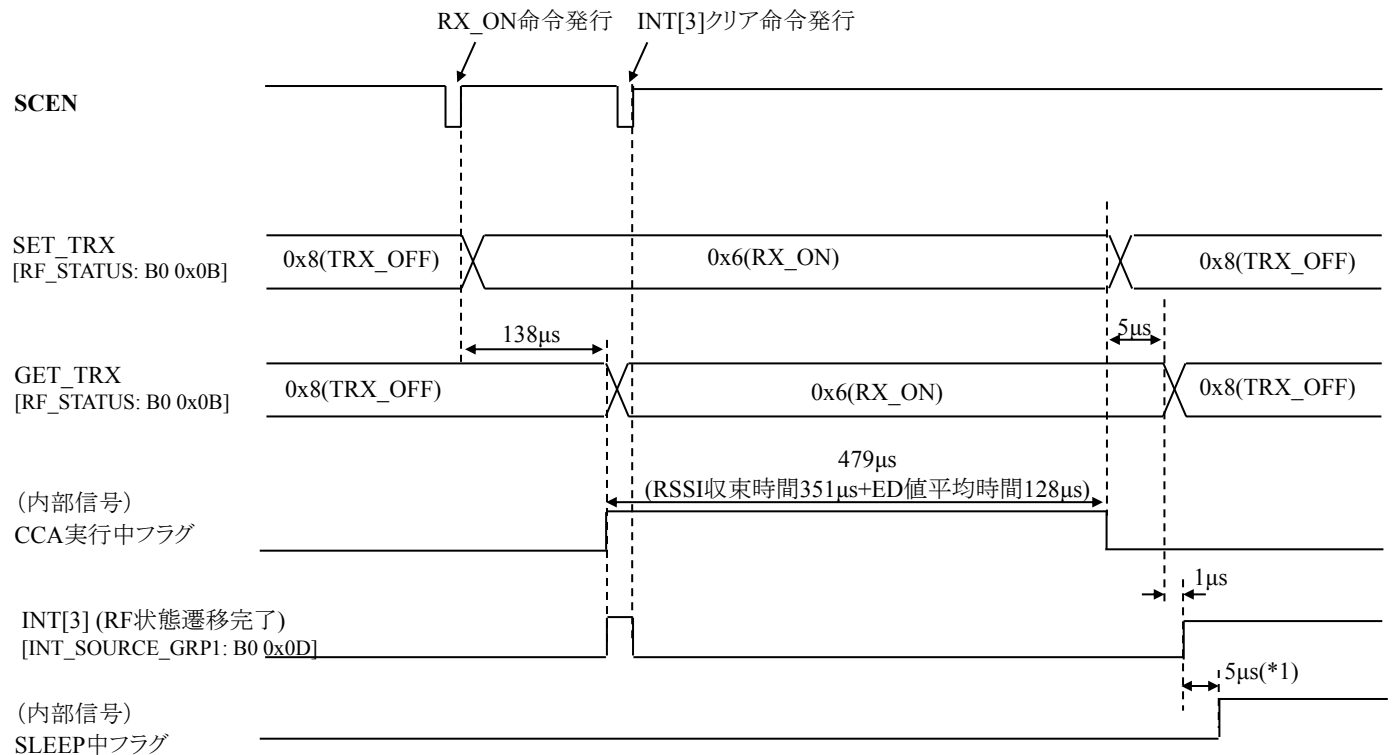 RX_ON命令発行 INT[3]クリア命令発行
SCEN
SET_TRX
[RF_STATUS: B0 0x0B]
0x8(TRX_OFF) 0x6(RX_ON) 0x8(TRX_OFF)
138μs 5μs
GET_TRX
[RF_STATUS: B0 0x0B]
0x8(TRX_OFF) 0x6(RX_ON) 0x8(TRX_OFF)
479μs
(RSSI収束時間351μs+ED値平均時間128μs)
（内部信号）
CCA実行中フラグ
1μs
INT[3] (RF状態遷移完了)
[INT_SOURCE_GRP1: B0 0x0D]
5μs(*1)
（内部信号）
SLEEP中フラグ